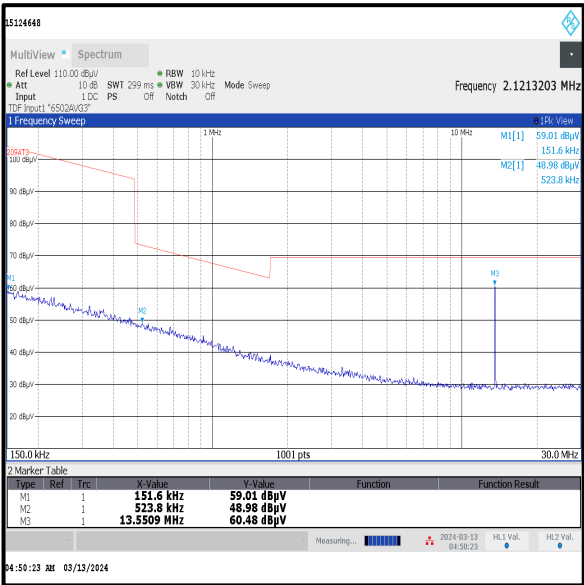 15124648
MultiView Spectrum
Ref Level 110.00 dBµV RBW 10 kHz
Att 10 dB SWT 299 ms VBW 30 kHz Mode Sweep Frequency 2.1213203 MHz
Input 1 DC PS Off Notch Off
TDF Input1 "6502AVG3"
1 Frequency Sweep 1Pk View
1 MHz 10 MHz M1[1] 59.01 dBµV
209AT3 151.6 kHz
100 dBµV M2[1] 48.98 dBµV
523.8 kHz
90 dBµV
80 dBµV
70 dBµV
M1 M3
60 dBµV
M2
50 dBµV
40 dBµV
30 dBµV
20 dBµV
150.0 kHz 1001 pts 30.0 MHz
2 Marker Table
Type Ref Trc X-Value Y-Value Function Function Result
M1 1 151.6 kHz 59.01 dBµV
M2 1 523.8 kHz 48.98 dBµV
M3 1 13.5509 MHz 60.48 dBµV
Measuring... 2024-03-13 HL1 Val. HL2 Val.
04:50:23
04:50:23 AM 03/13/2024